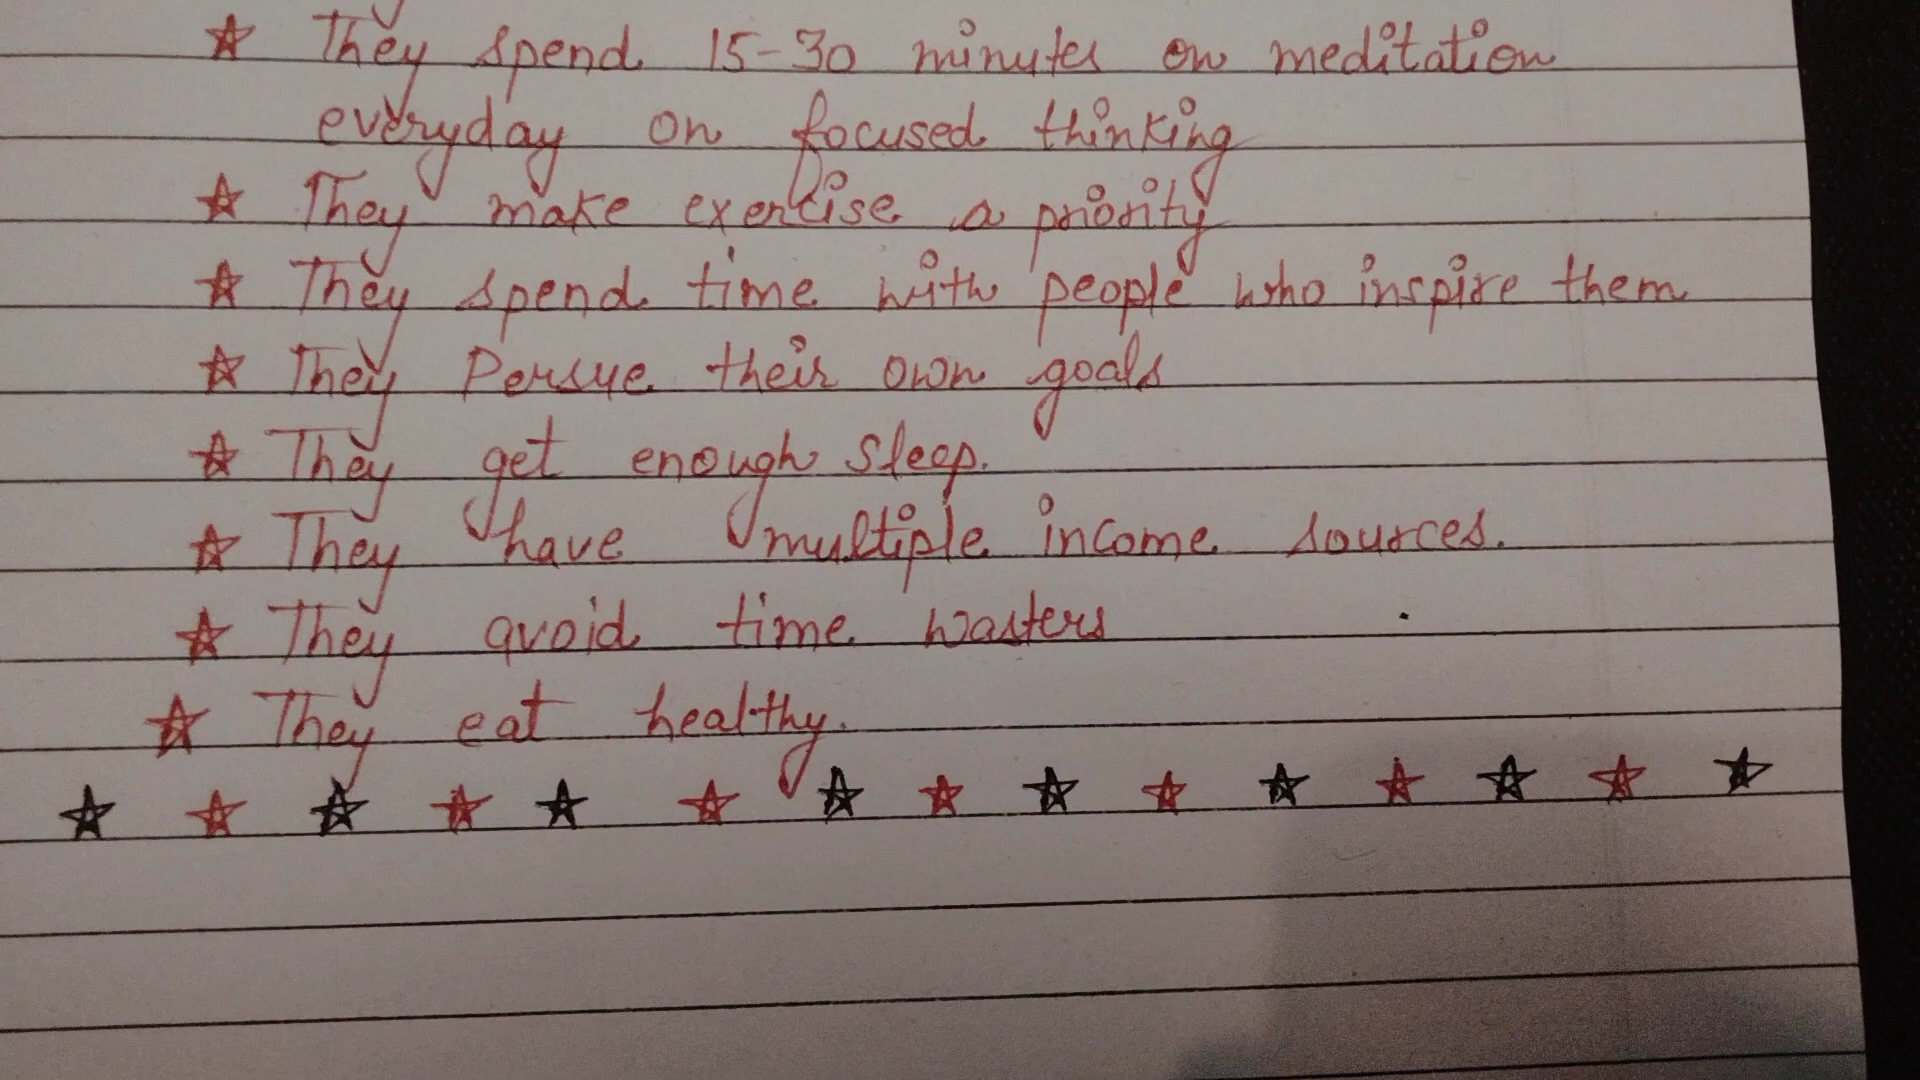 They spend 15-30 minutes on meditation
everyday on focused thinking
They make exercise a priority
They spend time with people who inspire them
They Persue their own goals
They get enough sleep.
They have multiple income sources.
They avoid time wasters
They eat healthy.